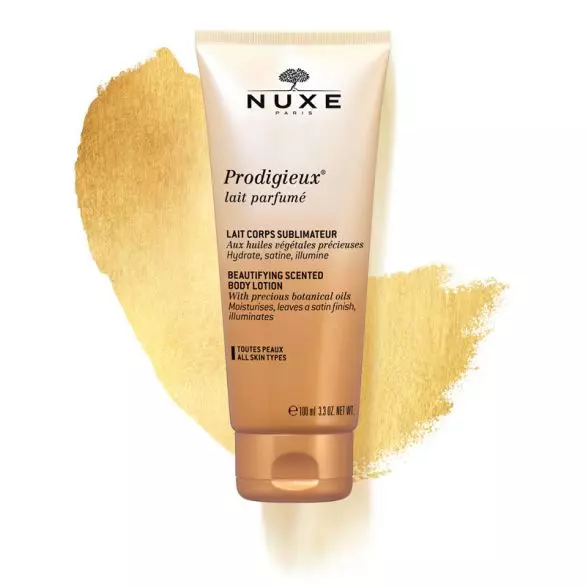 NUXE
PARIS
Prodigieux®
lait parfumé
LAIT CORPS SUBLIMATEUR
Aux huiles végétales précieuses
Hydrate, satine, illumine
BEAUTIFYING SCENTED
BODY LOTION
With precious botanical oils
Moisturises, leaves a satin finish,
illuminates
TOUTES PEAUX
ALL SKIN TYPES
℮ 100 ml 3.3 OZ. NET WT.
NUXE